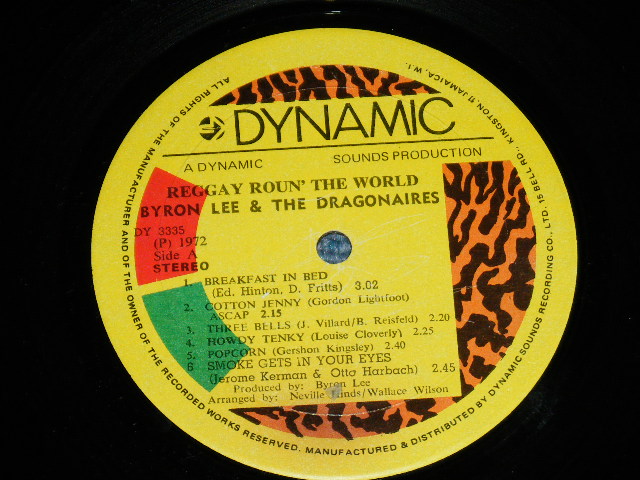 DYNAMIC
A DYNAMIC SOUNDS PRODUCTION
REGGAY ROUN' THE WORLD
BYRON LEE & THE DRAGONAIRES
DY 3335
(P) 1972
Side A
STEREO
1. BREAKFAST IN BED
(Ed. Hinton, D. Fritts) 3.02
2. COTTON JENNY (Gordon Lightfoot)
ASCAP 2.15
3. THREE BELLS (J. Villard/B. Reisfeld) 2.20
4. HOWDY TENKY (Louise Cloverly) 2.25
5. POPCORN (Gershon Kingsley) 2.40
6 SMOKE GETS IN YOUR EYES
(Jerome Kerman & Otto Harbach) 2.45
Produced by: Byron Lee
Arranged by: Neville Hinds/Wallace Wilson
ALL RIGHTS OF THE MANUFACTURER AND OF THE OWNER OF THE RECORDED WORKS RESERVED. MANUFACTURED & DISTRIBUTED BY DYNAMIC SOUNDS RECORDING CO., LTD. 15 BELL RD., KINGSTON 11 JAMAICA, W.I.